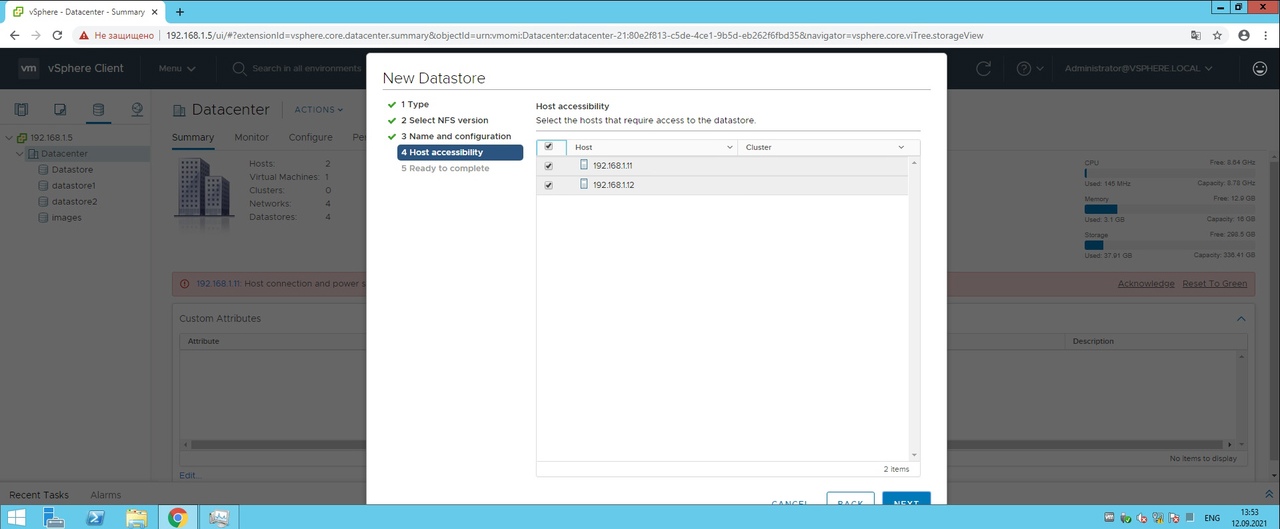 vSphere - Datacenter - Summary
Не защищено
192.168.1.5/ui/#?extensionId=vsphere.core.datacenter.summary&objectId=urn:vmomi:Datacenter:datacenter-21:80e2f813-c5de-4ce1-9b5d-eb262f6fbd35&navigator=vsphere.core.viTree.storageView
vm vSphere Client Menu Search in all environments Administrator@VSPHERE.LOCAL
192.168.1.5
Datacenter
Datastore
datastore1
datastore2
images
Datacenter ACTIONS
Summary Monitor Configure
Hosts: 2
Virtual Machines: 1
Clusters: 0
Networks: 4
Datastores: 4
New Datastore
1 Type
2 Select NFS version
3 Name and configuration
4 Host accessibility
5 Ready to complete
Host accessibility
Select the hosts that require access to the datastore.
Host Cluster
192.168.1.11
192.168.1.12
2 items
CANCEL BACK NEXT
CPU Free: 8.64 GHz
Used: 145 MHz Capacity: 8.78 GHz
Memory Free: 12.9 GB
Used: 3.1 GB Capacity: 16 GB
Storage Free: 298.5 GB
Used: 37.91 GB Capacity: 336.41 GB
192.168.1.11: Host connection and power
Acknowledge Reset To Green
Custom Attributes
Attribute
Description
No items to display
Edit...
Recent Tasks Alarms
ENG
13:53
12.09.2021